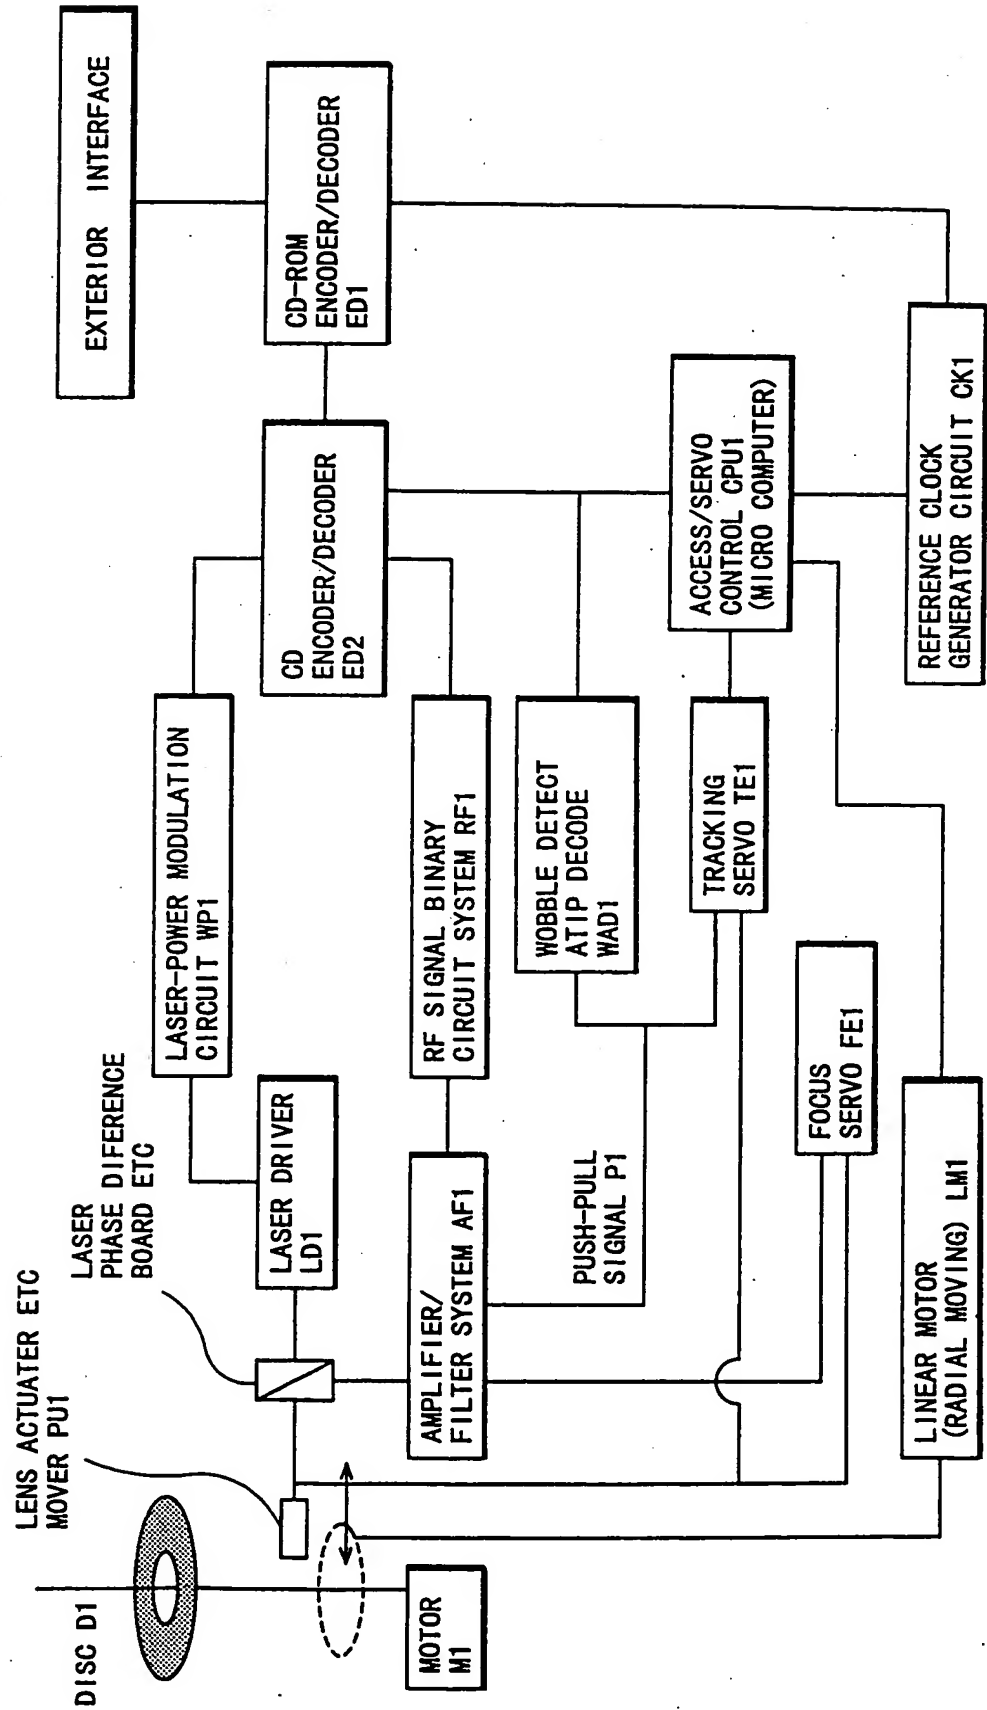 EXTERIOR INTERFACE
CD-ROM
ENCODER/DECODER
ED1
CD
ENCODER/DECODER
ED2
LASER-POWER MODULATION
CIRCUIT WP1
RF SIGNAL BINARY
CIRCUIT SYSTEM RF1
WOBBLE DETECT
ATIP DECODE
WAD1
ACCESS/SERVO
CONTROL CPU1
(MICRO COMPUTER)
REFERENCE CLOCK
GENERATOR CIRCUIT CK1
TRACKING
SERVO TE1
FOCUS
SERVO FE1
LINEAR MOTOR
(RADIAL MOVING) LM1
PUSH-PULL
SIGNAL P1
AMPLIFIER/
FILTER SYSTEM AF1
LASER DRIVER
LD1
LASER
PHASE DIFERENCE
BOARD ETC
LENS ACTUATER ETC
MOVER PU1
DISC D1
MOTOR
M1